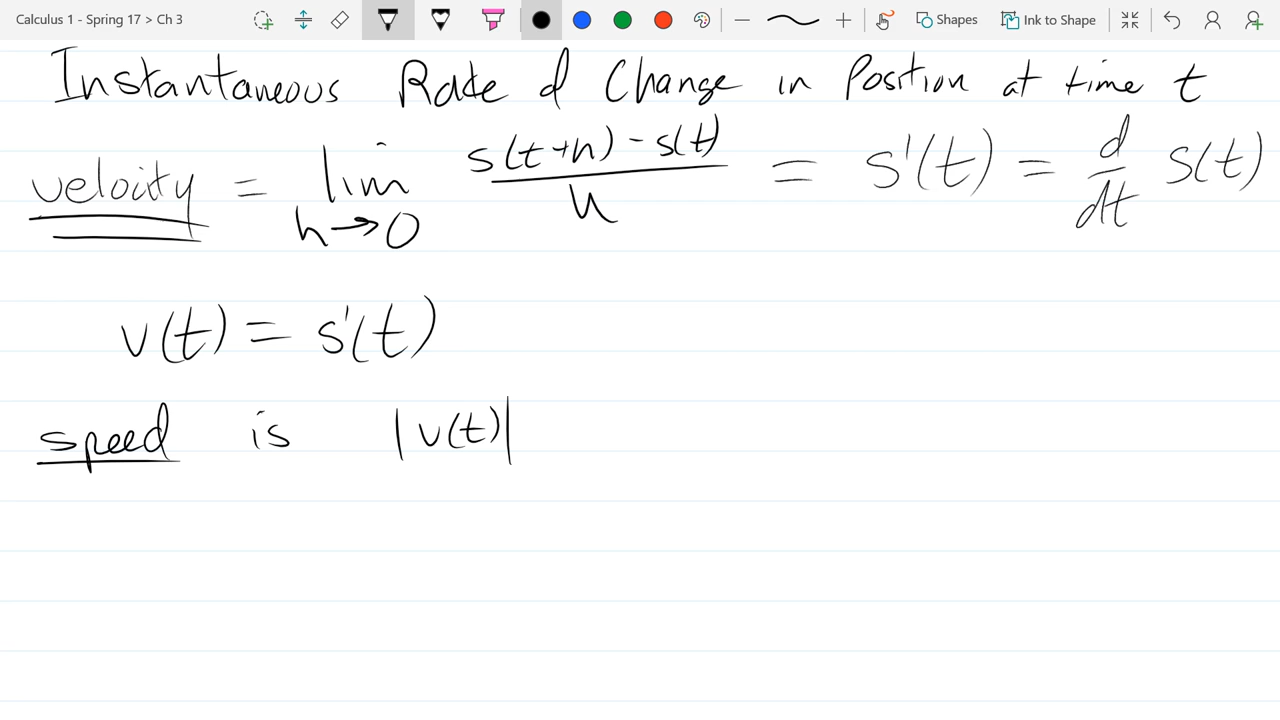 Calculus 1 - Spring 17 > Ch 3 Shapes Ink to Shape
Instantaneous Rate of Change in Position at time t
velocity = lim h→0 s(t+h) - s(t) / h = s'(t) = d/dt s(t)
v(t) = s'(t)
speed is |v(t)|